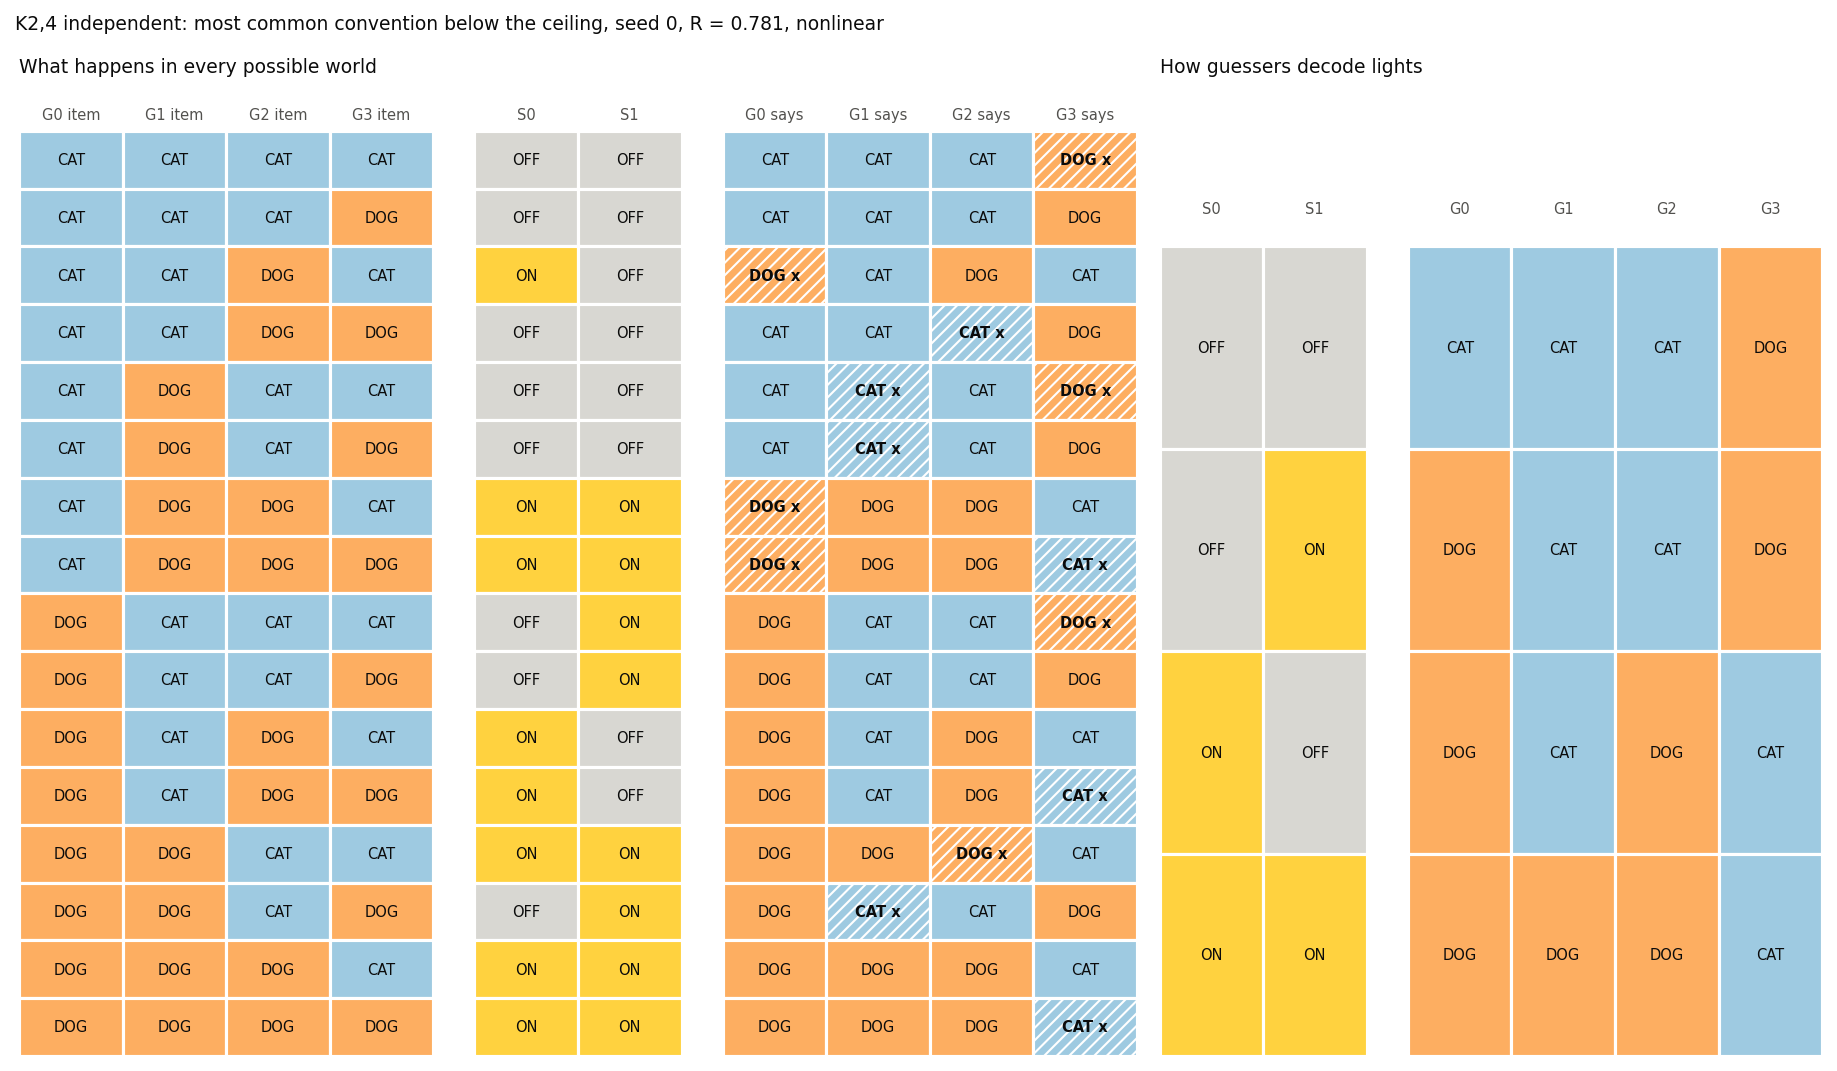 K2,4 independent: most common convention below the ceiling, seed 0, R = 0.781, nonlinear
What happens in every possible world
How guessers decode lights
G0 item G1 item G2 item G3 item S0 S1 G0 says G1 says G2 says G3 says
CAT CAT CAT CAT OFF OFF CAT CAT CAT DOG x
CAT CAT CAT DOG OFF OFF CAT CAT CAT DOG
CAT CAT DOG CAT ON OFF DOG x CAT DOG CAT
CAT CAT DOG DOG OFF OFF CAT CAT CAT x DOG
CAT DOG CAT CAT OFF OFF CAT CAT x CAT DOG x
CAT DOG CAT DOG OFF OFF CAT CAT x CAT DOG
CAT DOG DOG CAT ON ON DOG x DOG DOG CAT
CAT DOG DOG DOG ON ON DOG x DOG DOG CAT x
DOG CAT CAT CAT OFF ON DOG CAT CAT DOG x
DOG CAT CAT DOG OFF ON DOG CAT CAT DOG
DOG CAT DOG CAT ON OFF DOG CAT DOG CAT
DOG CAT DOG DOG ON OFF DOG CAT DOG CAT x
DOG DOG CAT CAT ON ON DOG DOG DOG x CAT
DOG DOG CAT DOG OFF ON DOG CAT x CAT DOG
DOG DOG DOG CAT ON ON DOG DOG DOG CAT
DOG DOG DOG DOG ON ON DOG DOG DOG CAT x
S0 S1 G0 G1 G2 G3
OFF OFF CAT CAT CAT DOG
OFF ON DOG CAT CAT DOG
ON OFF DOG CAT DOG CAT
ON ON DOG DOG DOG CAT